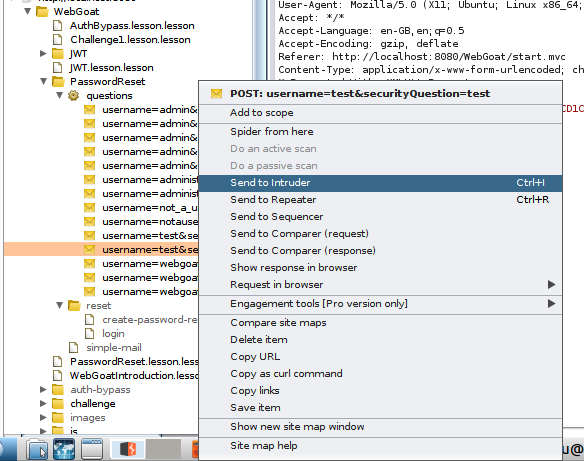 WebGoat
AuthBypass.lesson.lesson
Challenge1.lesson.lesson
JWT
JWT.lesson.lesson
PasswordReset
questions
username=admin&
username=admin&
username=admin&
username=admin&
username=admin&
username=administ
username=administ
username=not_a_u
username=notause
username=test&se
username=test&se
username=webgoa
username=webgoa
username=webgoa
reset
create-password-re
login
simple-mail
PasswordReset.lesson.lesso
WebGoatIntroduction.lesso
auth-bypass
challenge
images
js
User-Agent: Mozilla/5.0 (X11; Ubuntu; Linux x86_64;
Accept: */*
Accept-Language: en-GB,en;q=0.5
Accept-Encoding: gzip, deflate
Referer: http://localhost:8080/WebGoat/start.mvc
Content-Type: application/x-www-form-urlencoded; ch
CD1C
POST: username=test&securityQuestion=test
Add to scope
Spider from here
Do an active scan
Do a passive scan
Send to Intruder Ctrl+I
Send to Repeater Ctrl+R
Send to Sequencer
Send to Comparer (request)
Send to Comparer (response)
Show response in browser
Request in browser
Engagement tools [Pro version only]
Compare site maps
Delete item
Copy URL
Copy as curl command
Copy links
Save item
Show new site map window
Site map help
u@